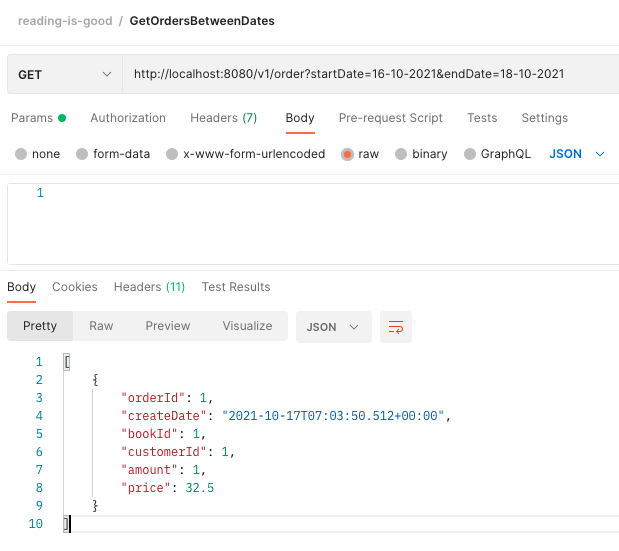 reading-is-good / GetOrdersBetweenDates
GET http://localhost:8080/v1/order?startDate=16-10-2021&endDate=18-10-2021
Params Authorization Headers (7) Body Pre-request Script Tests Settings
none form-data x-www-form-urlencoded raw binary GraphQL JSON
1
Body Cookies Headers (11) Test Results
Pretty Raw Preview Visualize JSON
1 [
2 {
3 "orderId": 1,
4 "createDate": "2021-10-17T07:03:50.512+00:00",
5 "bookId": 1,
6 "customerId": 1,
7 "amount": 1,
8 "price": 32.5
9 }
10 ]